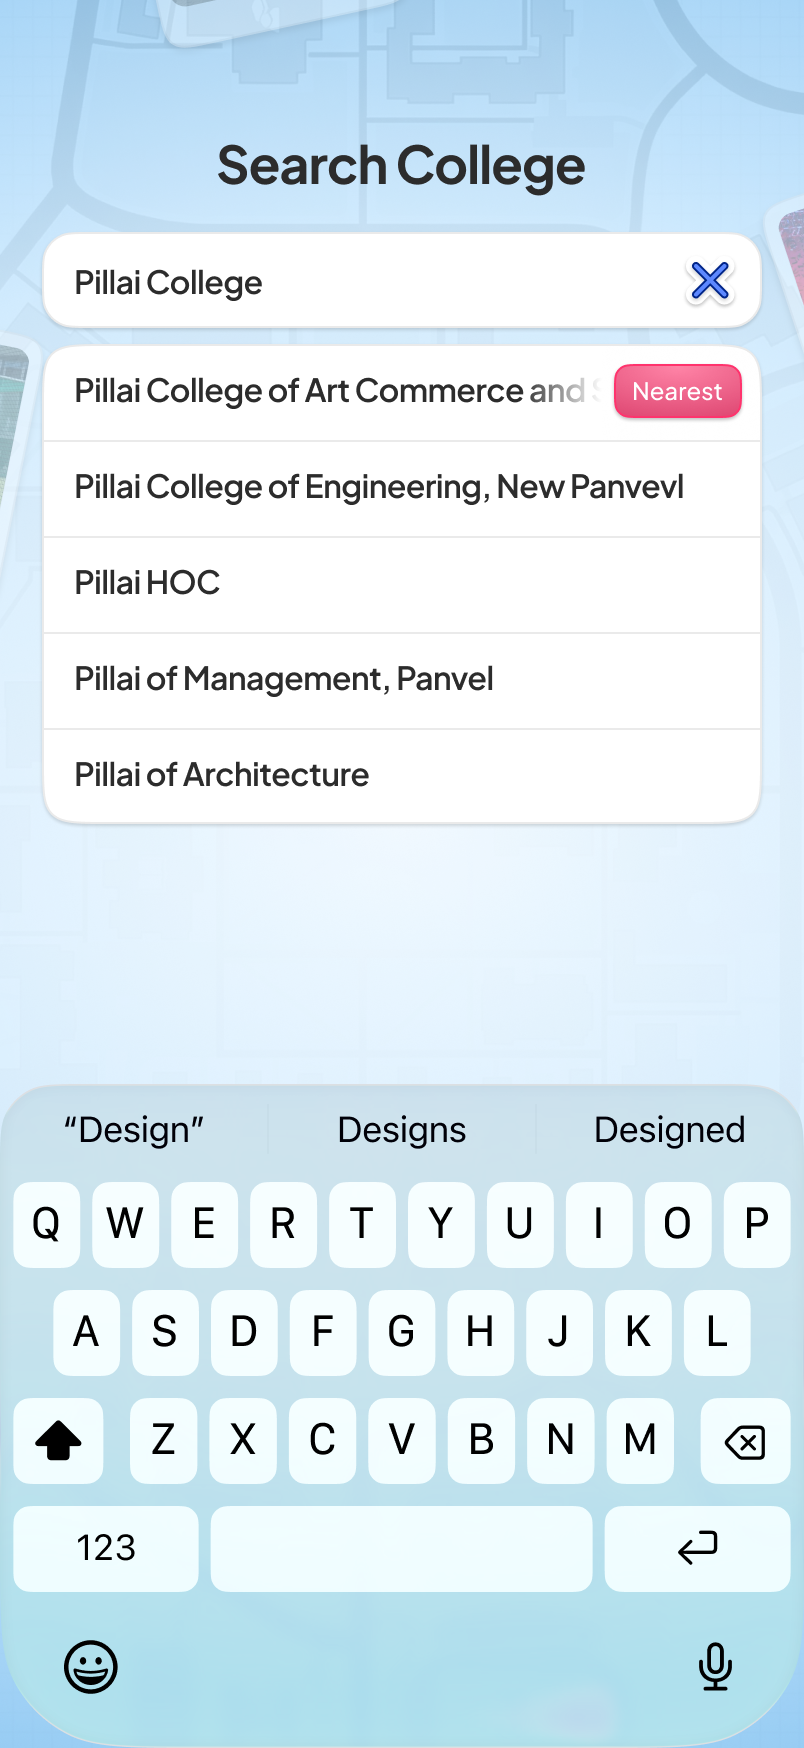 Search College
Pillai College
Pillai College of Art Commerce and
Nearest
Pillai College of Engineering, New Panvevl
Pillai HOC
Pillai of Management, Panvel
Pillai of Architecture
“Design”
Designs
Designed
Q W E R T Y U I O P
A S D F G H J K L
Z X C V B N M
123